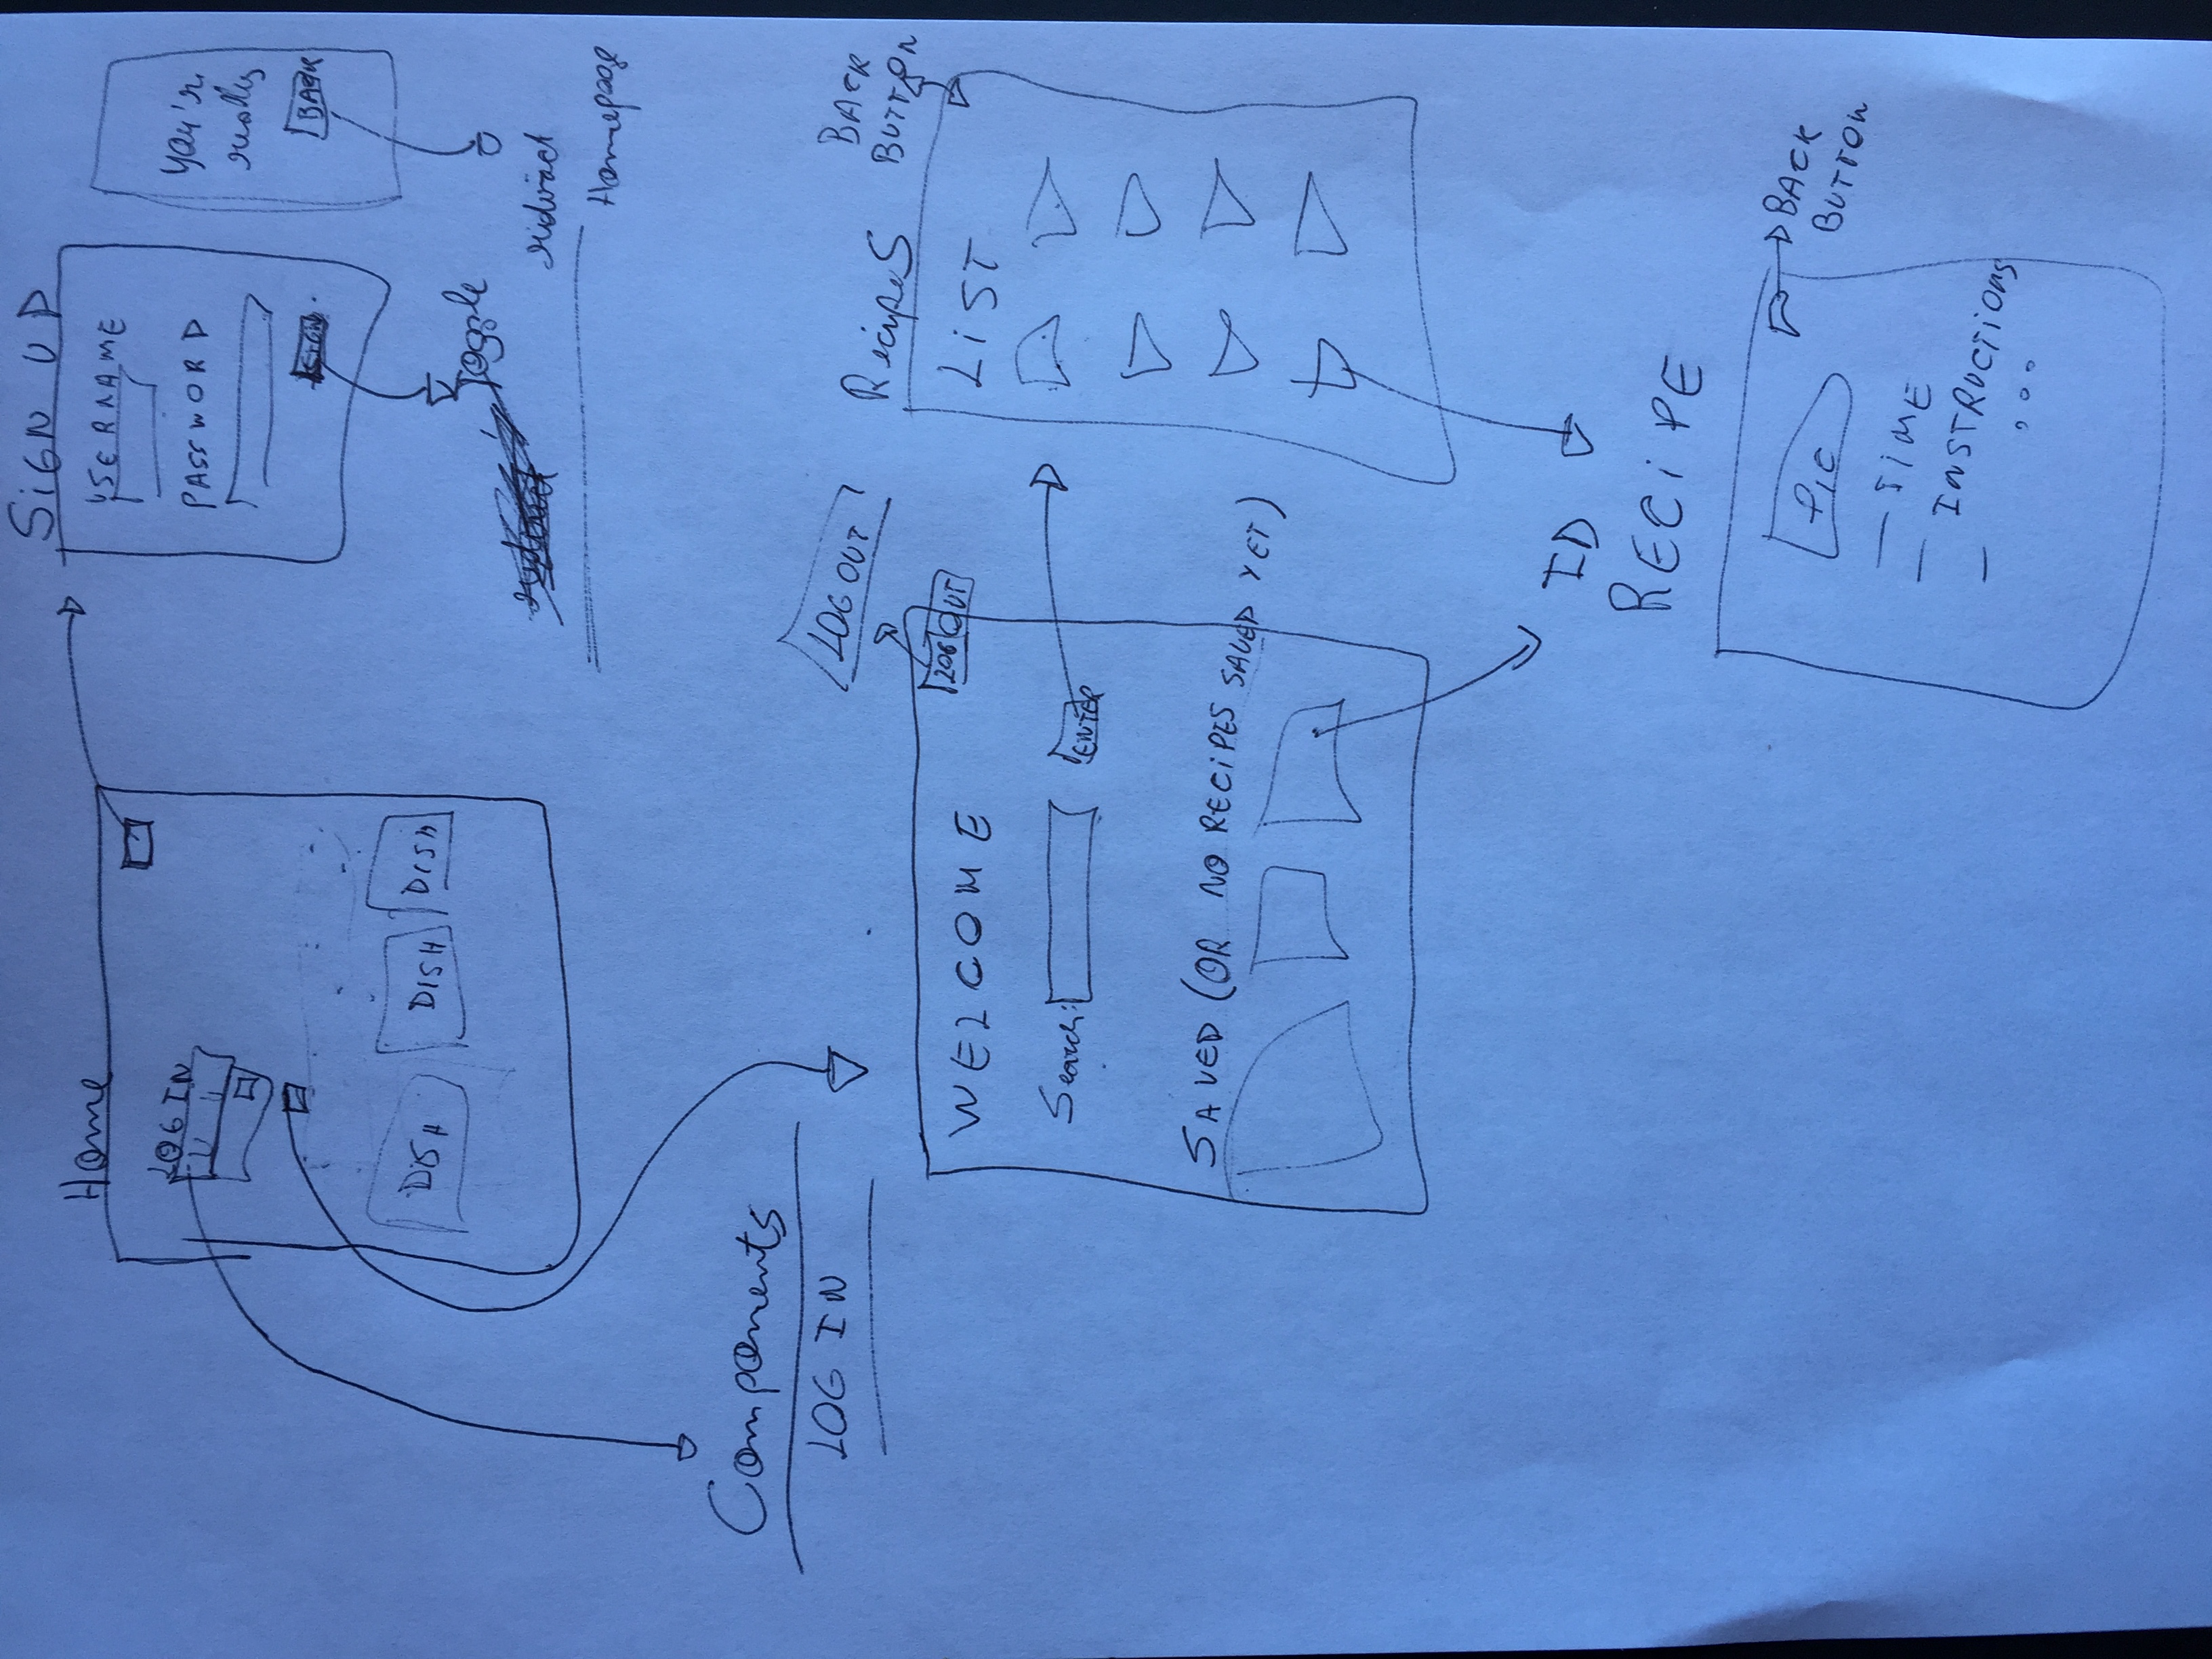 Home
LOG IN
DISH
DISH
DISH
SiGN UP
USERNAME
PASSWORD
SIGN
Toggle
You're
ready
BACK
redirect
Homepage
Components
LOG IN
LOG OUT
WELCOME
LOG OUT
Search:
ENTER
SAVED (OR NO RECiPES SAVED YET)
RecipeS
BACK
BUTTON
LiST
ID
RECiPE
PIC
BACK
BUTTON
TiME
INSTRUCTiONS
...